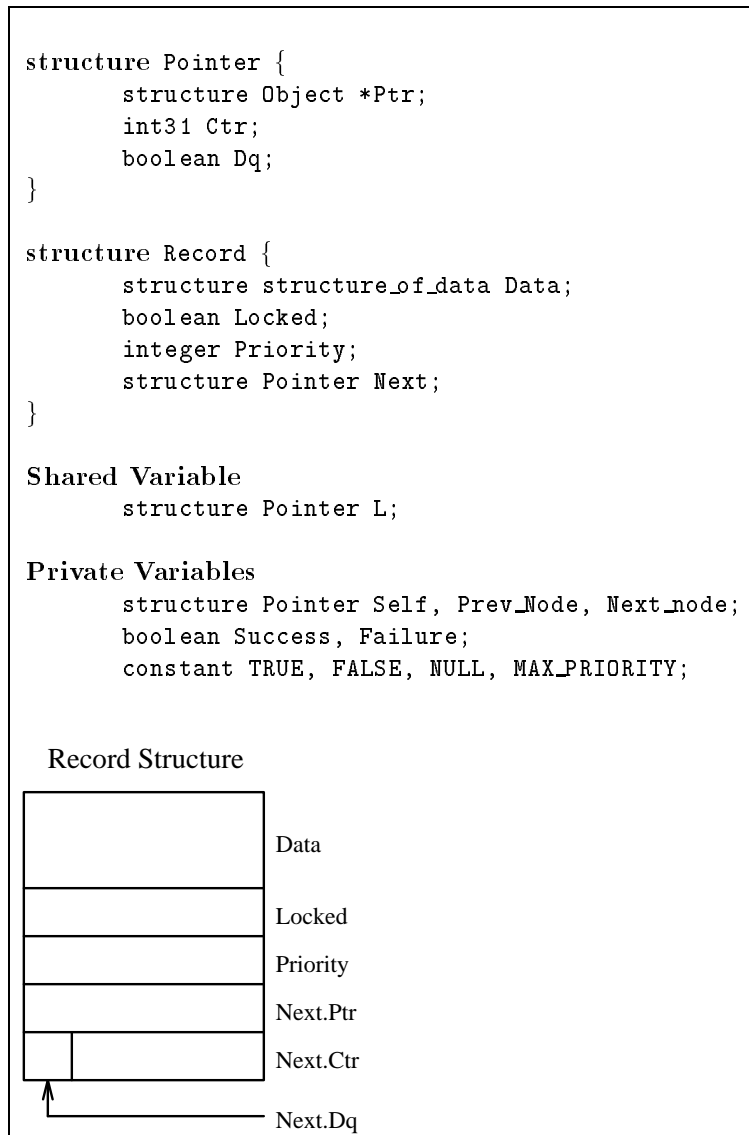 structure Pointer {
structure Object *Ptr;
int31 Ctr;
boolean Dq;
}
structure Record {
structure structure_of_data Data;
boolean Locked;
integer Priority;
structure Pointer Next;
}
Shared Variable
structure Pointer L;
Private Variables
structure Pointer Self, Prev_Node, Next_node;
boolean Success, Failure;
constant TRUE, FALSE, NULL, MAX_PRIORITY;
Record Structure
Data
Locked
Priority
Next.Ptr
Next.Ctr
Next.Dq